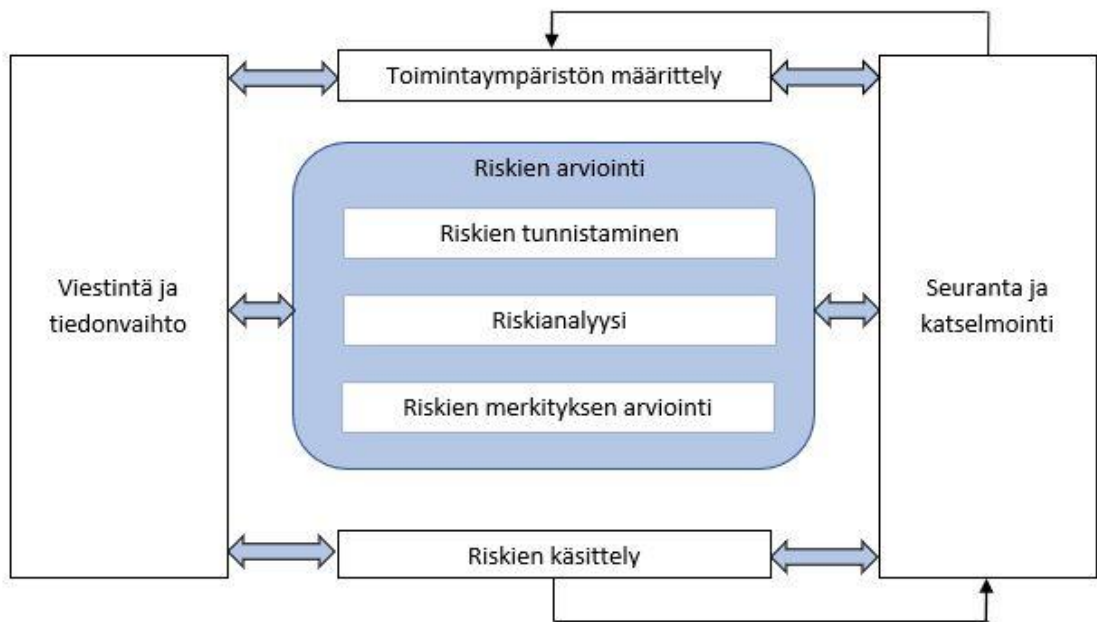 Toimintaympäristön määrittely
Riskien arviointi
Riskien tunnistaminen
Viestintä ja
tiedonvaihto
Riskianalyysi
Seuranta ja
katselmointi
Riskien merkityksen arviointi
Riskien käsittely